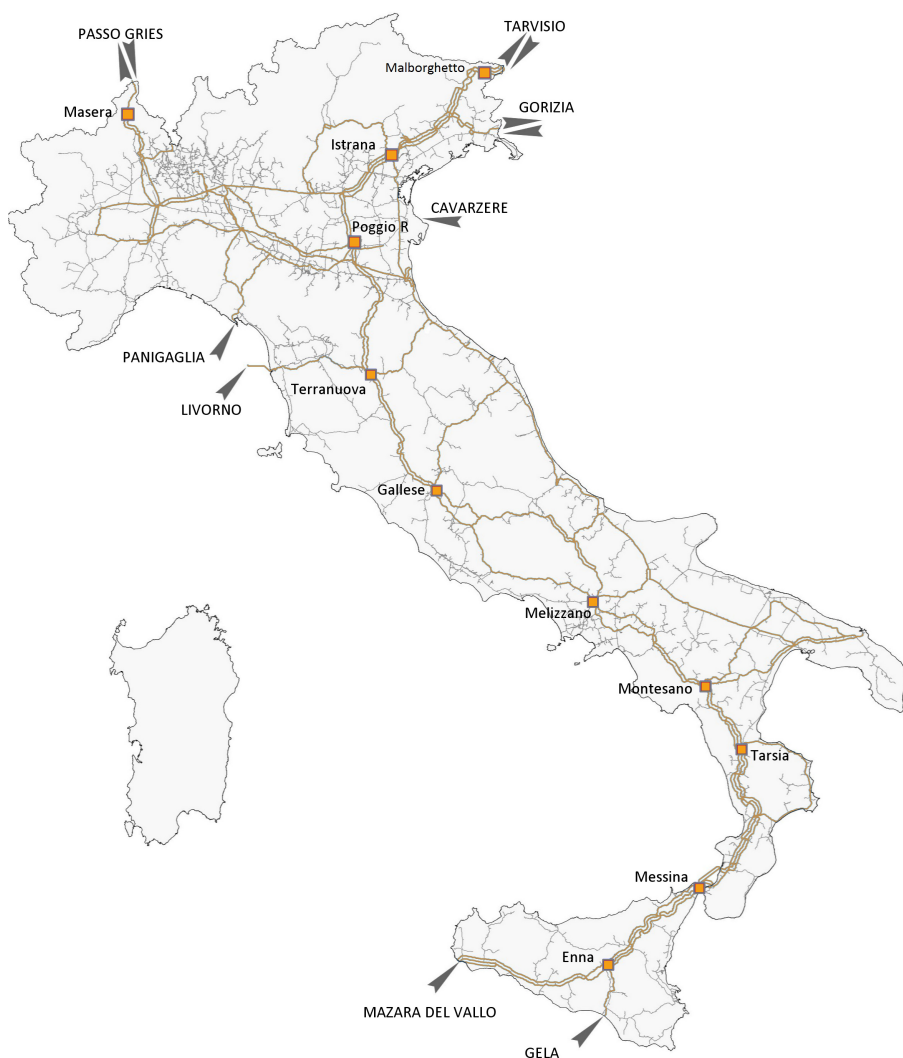 TARVISIO
PASSO GRIES
Malborghetto
GORIZIA
Masera
Istrana
CAVARZERE
Poggio R
PANIGAGLIA
Terranuova
LIVORNO
Gallese
Melizzano
Montesano
Tarsia
Messina
Enna
MAZARA DEL VALLO
GELA